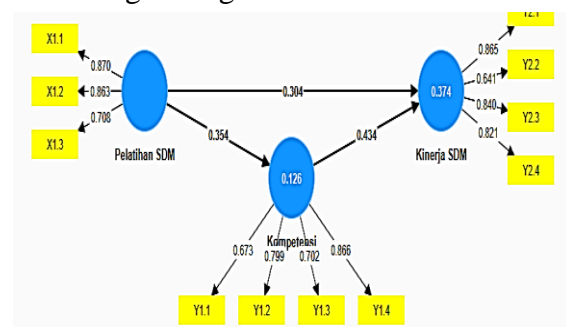 Y2.1
X1.1
0.865
0.870
Y2.2
0.641
X1.2
0.863
0.304
0.374
0.840
0.708
Y2.3
0.821
X1.3
0.354
0.434
Pelatihan SDM
Kinerja SDM
Y2.4
0.126
Kompetensi
0.673
0.799
0.702
0.866
Y1.1
Y1.2
Y1.3
Y1.4